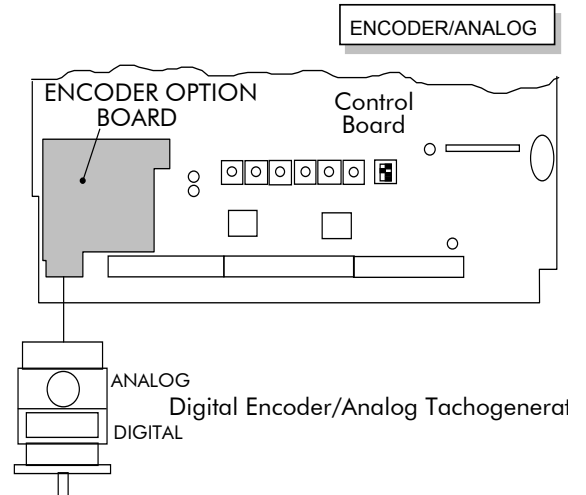 ENCODER/ANALOG
ENCODER OPTION
BOARD
Control
Board
ANALOG
Digital Encoder/Analog Tachogenerat
DIGITAL